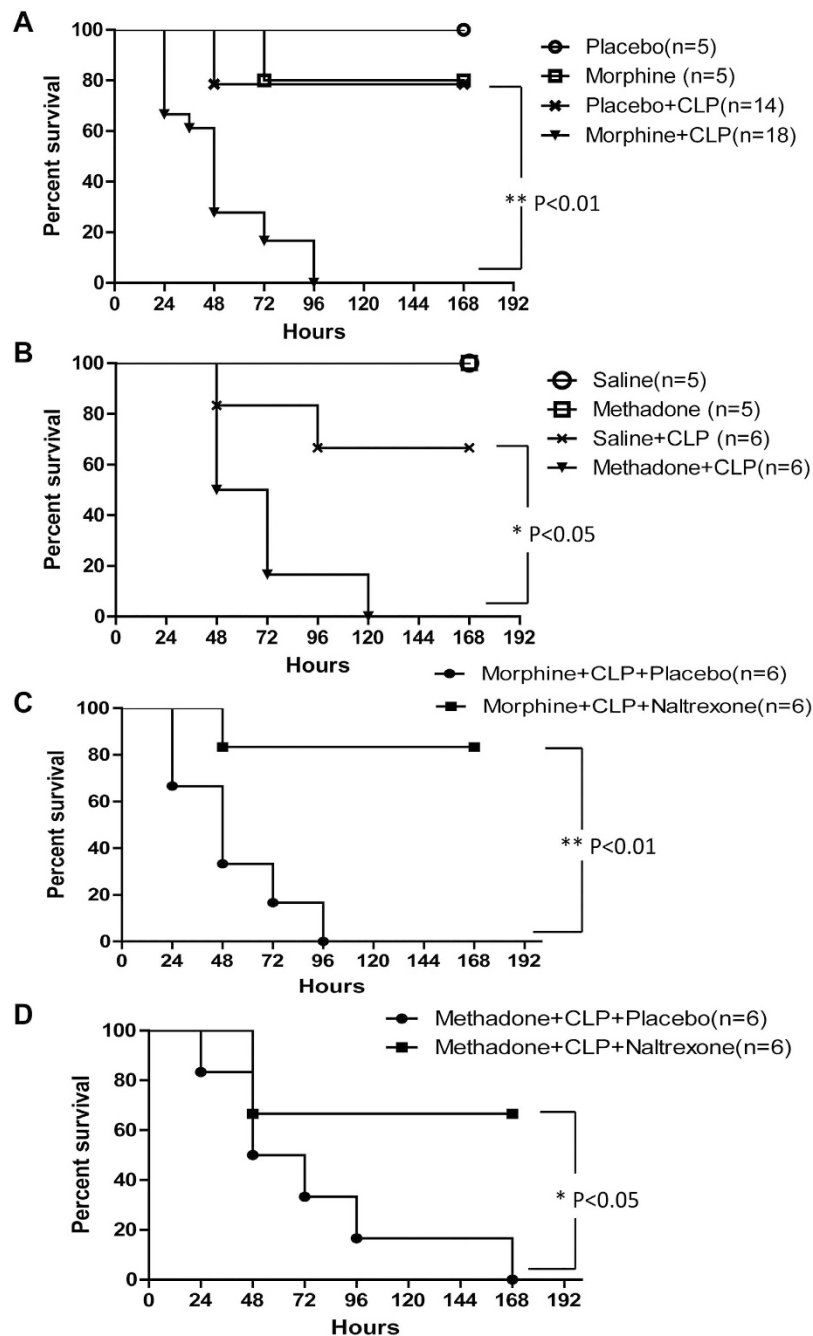 A
Percent survival
100
80
60
40
20
0
0 24 48 72 96 120 144 168 192
Hours
Placebo(n=5)
Morphine (n=5)
Placebo+CLP(n=14)
Morphine+CLP(n=18)
** P<0.01
B
Percent survival
100
80
60
40
20
0
0 24 48 72 96 120 144 168 192
Hours
Saline(n=5)
Methadone (n=5)
Saline+CLP (n=6)
Methadone+CLP(n=6)
* P<0.05
C
Morphine+CLP+Placebo(n=6)
Morphine+CLP+Naltrexone(n=6)
Percent survival
100
80
60
40
20
0
0 24 48 72 96 120 144 168 192
Hours
** P<0.01
D
Methadone+CLP+Placebo(n=6)
Methadone+CLP+Naltrexone(n=6)
Percent survival
100
80
60
40
20
0
0 24 48 72 96 120 144 168 192
Hours
* P<0.05